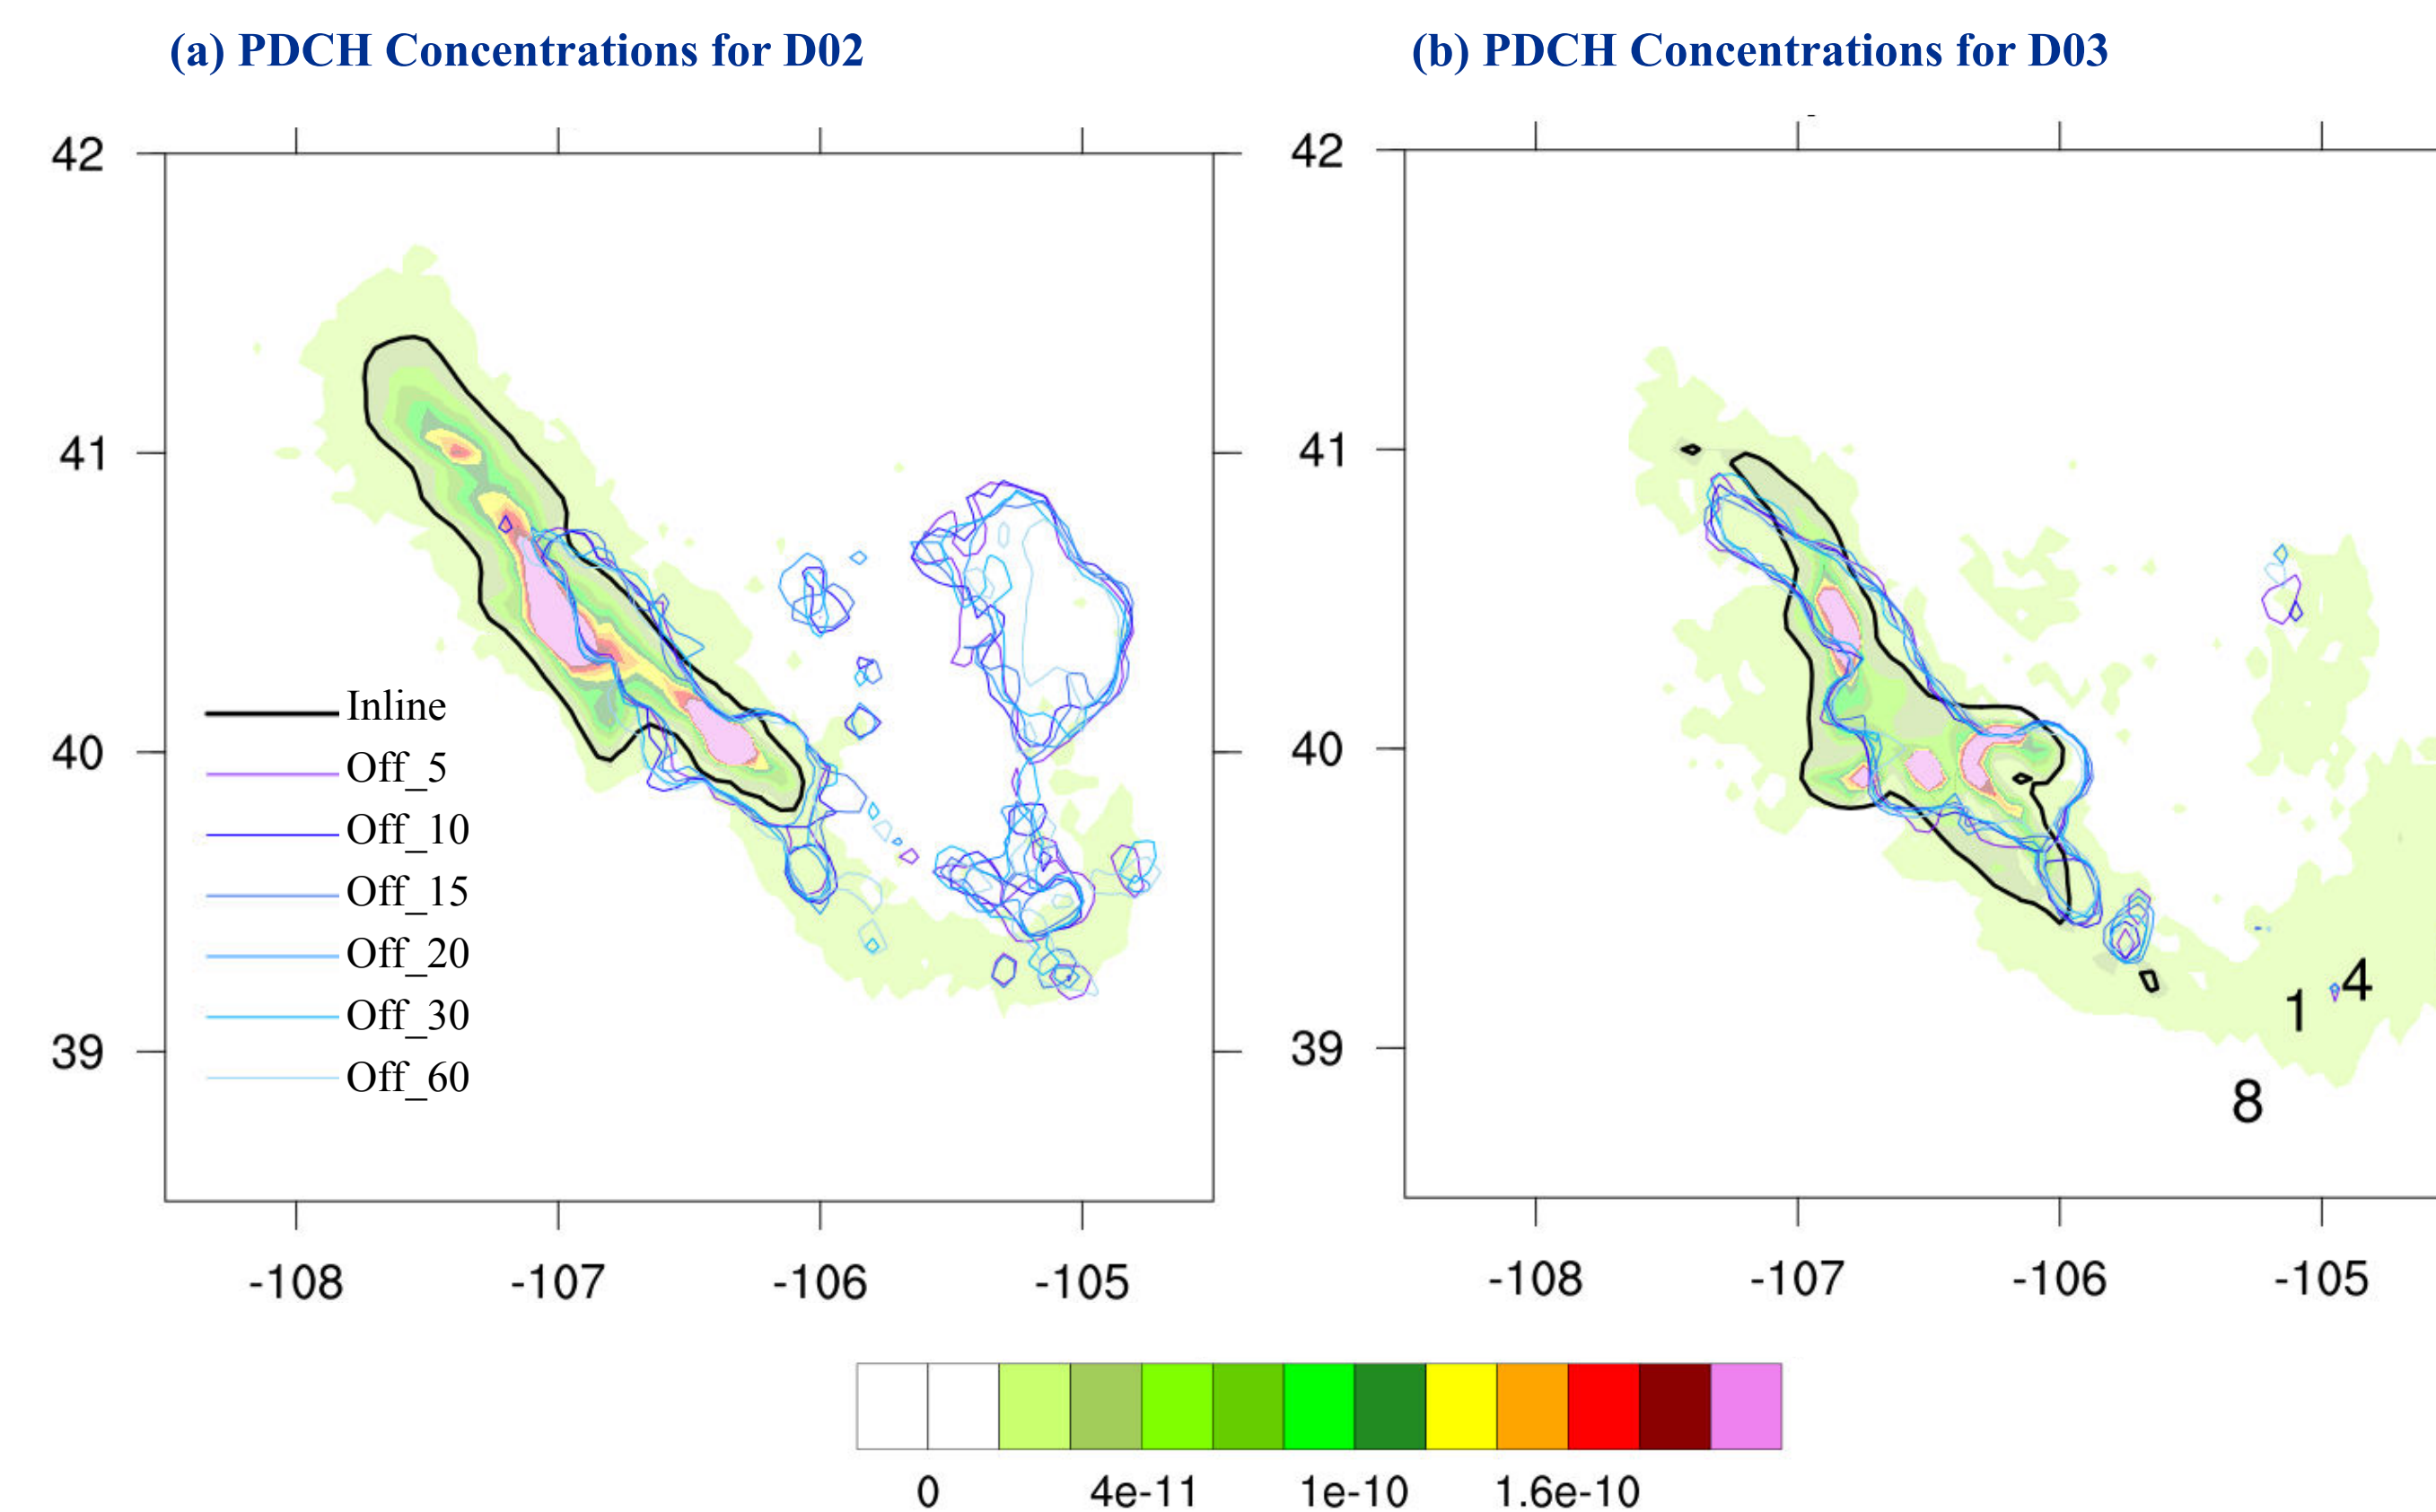 (a) PDCH Concentrations for D02
(b) PDCH Concentrations for D03
42
41
40
39
-108 -107 -106 -105
Inline
Off_5
Off_10
Off_15
Off_20
Off_30
Off_60
42
41
40
39
1 4
8
-108 -107 -106 -105
0 4e-11 1e-10 1.6e-10